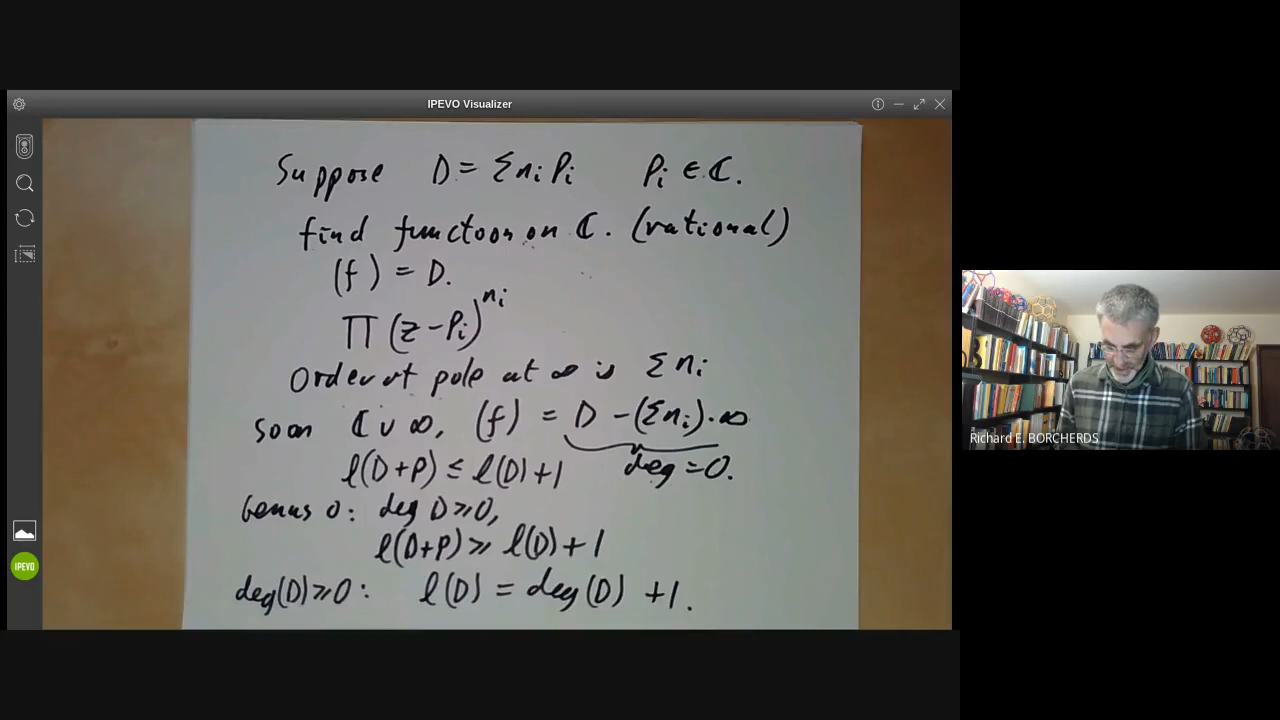 IPEVO Visualizer
Suppose D = Σ nᵢ Pᵢ Pᵢ ∈ ℂ.
find function on ℂ. (rational)
(f) = D.
Π (z - Pᵢ)^nᵢ
Order of pole at ∞ is Σ nᵢ
So on ℂ ∪ ∞, (f) = D - (Σnᵢ)·∞
l(D+P) ≤ l(D)+1 deg = 0.
Genus 0: deg D ⩾ 0,
l(D+P) ⩾ l(D)+1
deg(D) ⩾ 0: l(D) = deg(D) +1.
IPEVO
Richard E. BORCHERDS